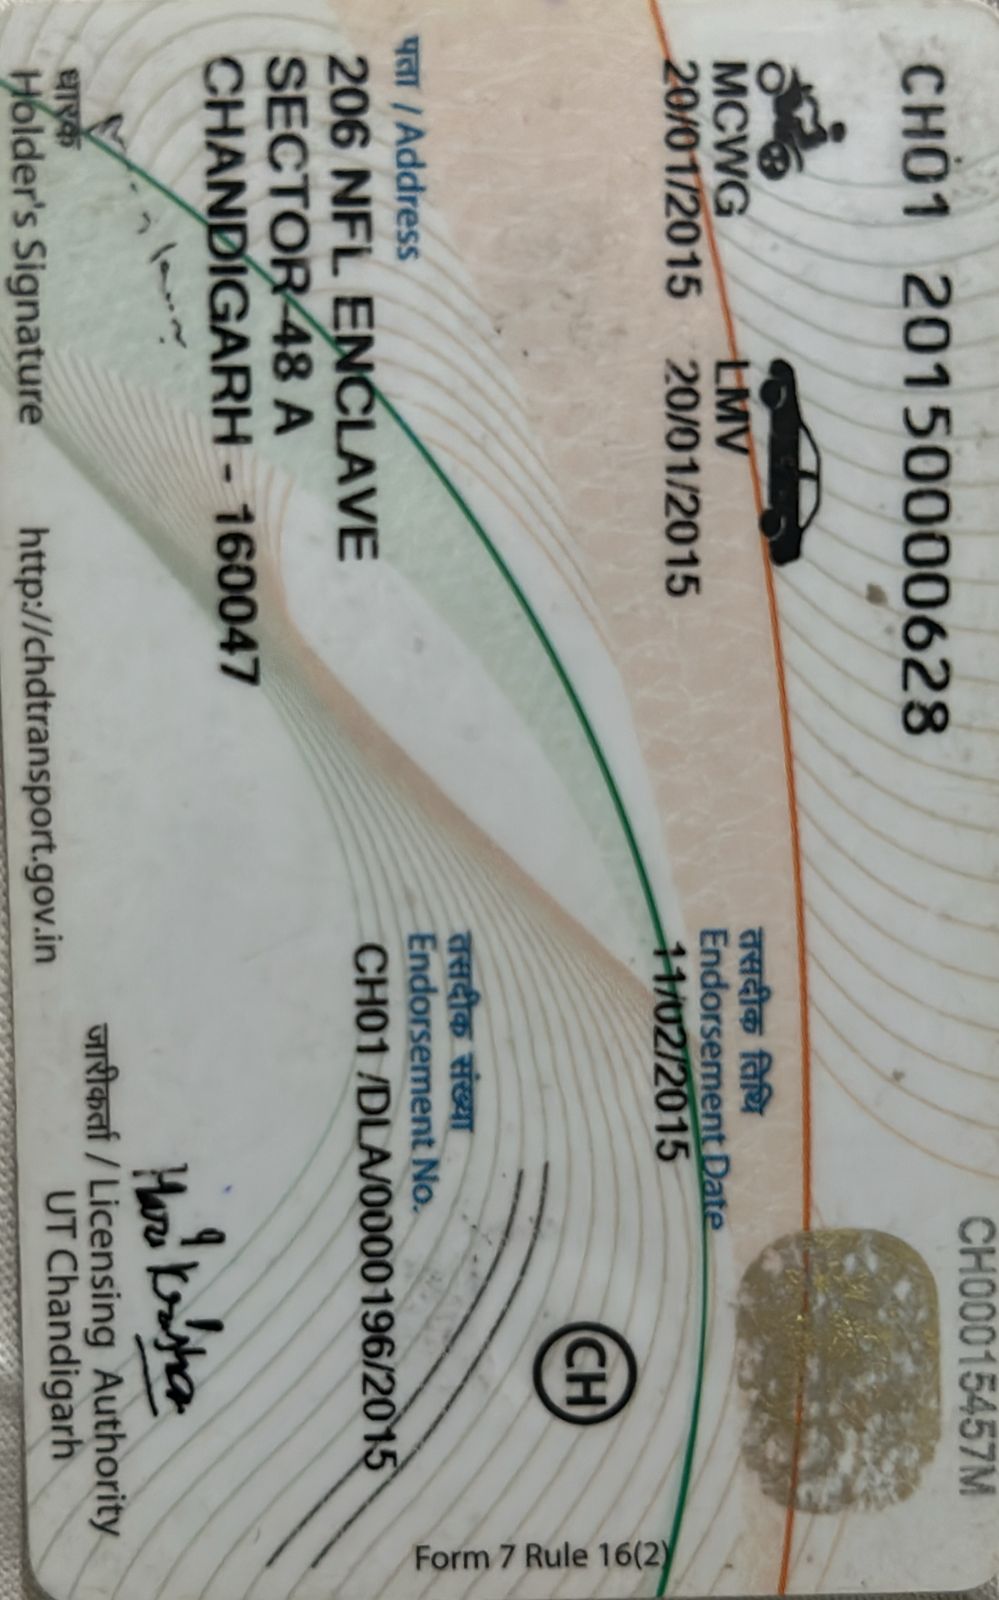 CH01 20150000628
CH00015457M
MCWG
20/01/2015
LMV
20/01/2015
तसदीक तिथि
Endorsement Date
11/02/2015
पता / Address
206 NFL ENCLAVE
SECTOR-48 A
CHANDIGARH - 160047
तसदीक संख्या
Endorsement No.
CH01 /DLA/0000196/2015
CH
Form 7 Rule 16(2)
धारक
Holder's Signature
http://chdtransport.gov.in
जारीकर्ता / Licensing Authority
UT Chandigarh